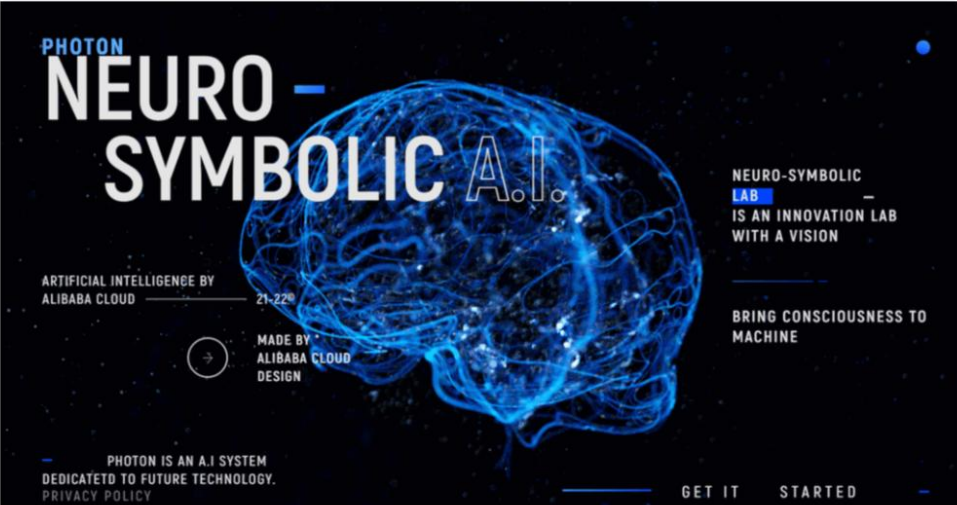 PHOTON
NEURO
SYMBOLIC A.I.
NEURO-SYMBOLIC
LAB
IS AN INNOVATION LAB
WITH A VISION
ARTIFICIAL INTELLIGENCE BY
ALIBABA CLOUD 21-22©
BRING CONSCIOUSNESS TO
MACHINE
MADE BY
ALIBABA CLOUD
DESIGN
PHOTON IS AN A.I SYSTEM
DEDICATETD TO FUTURE TECHNOLOGY.
PRIVACY POLICY
GET IT STARTED